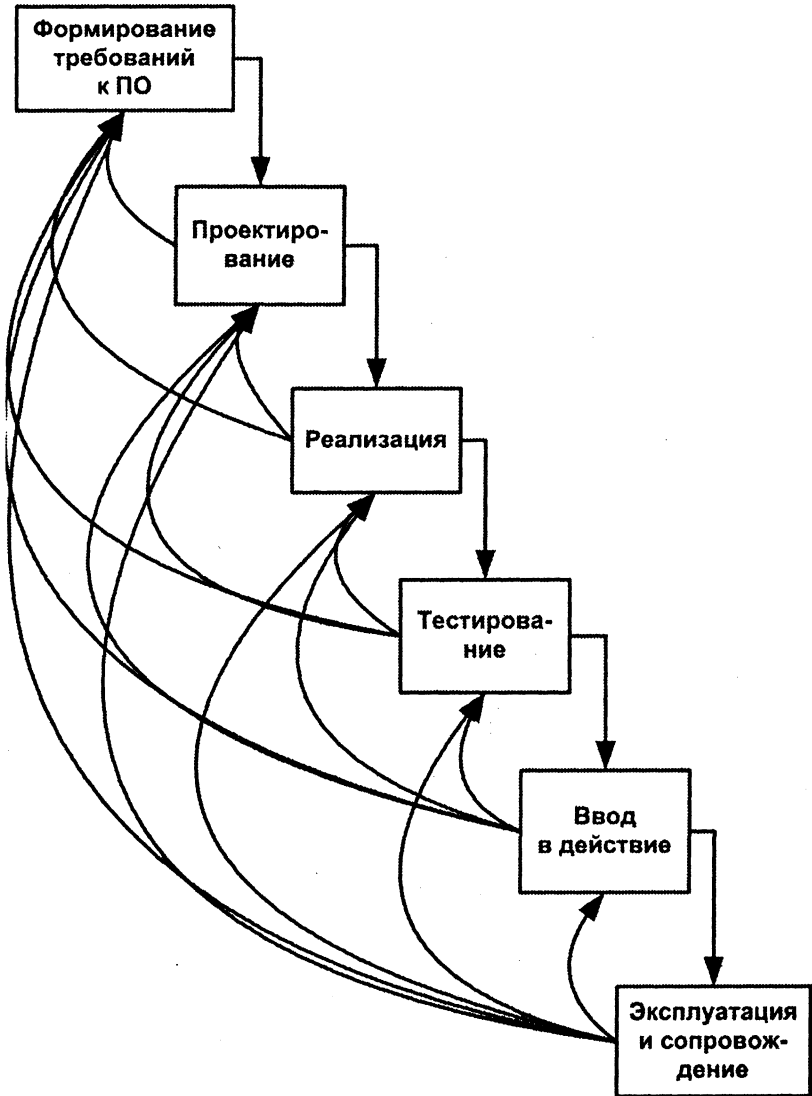 Формирование
требований
к ПО
Проектиро-
вание
Реализация
Тестирова-
ние
Ввод
в действие
Эксплуатация
и сопровож-
дение